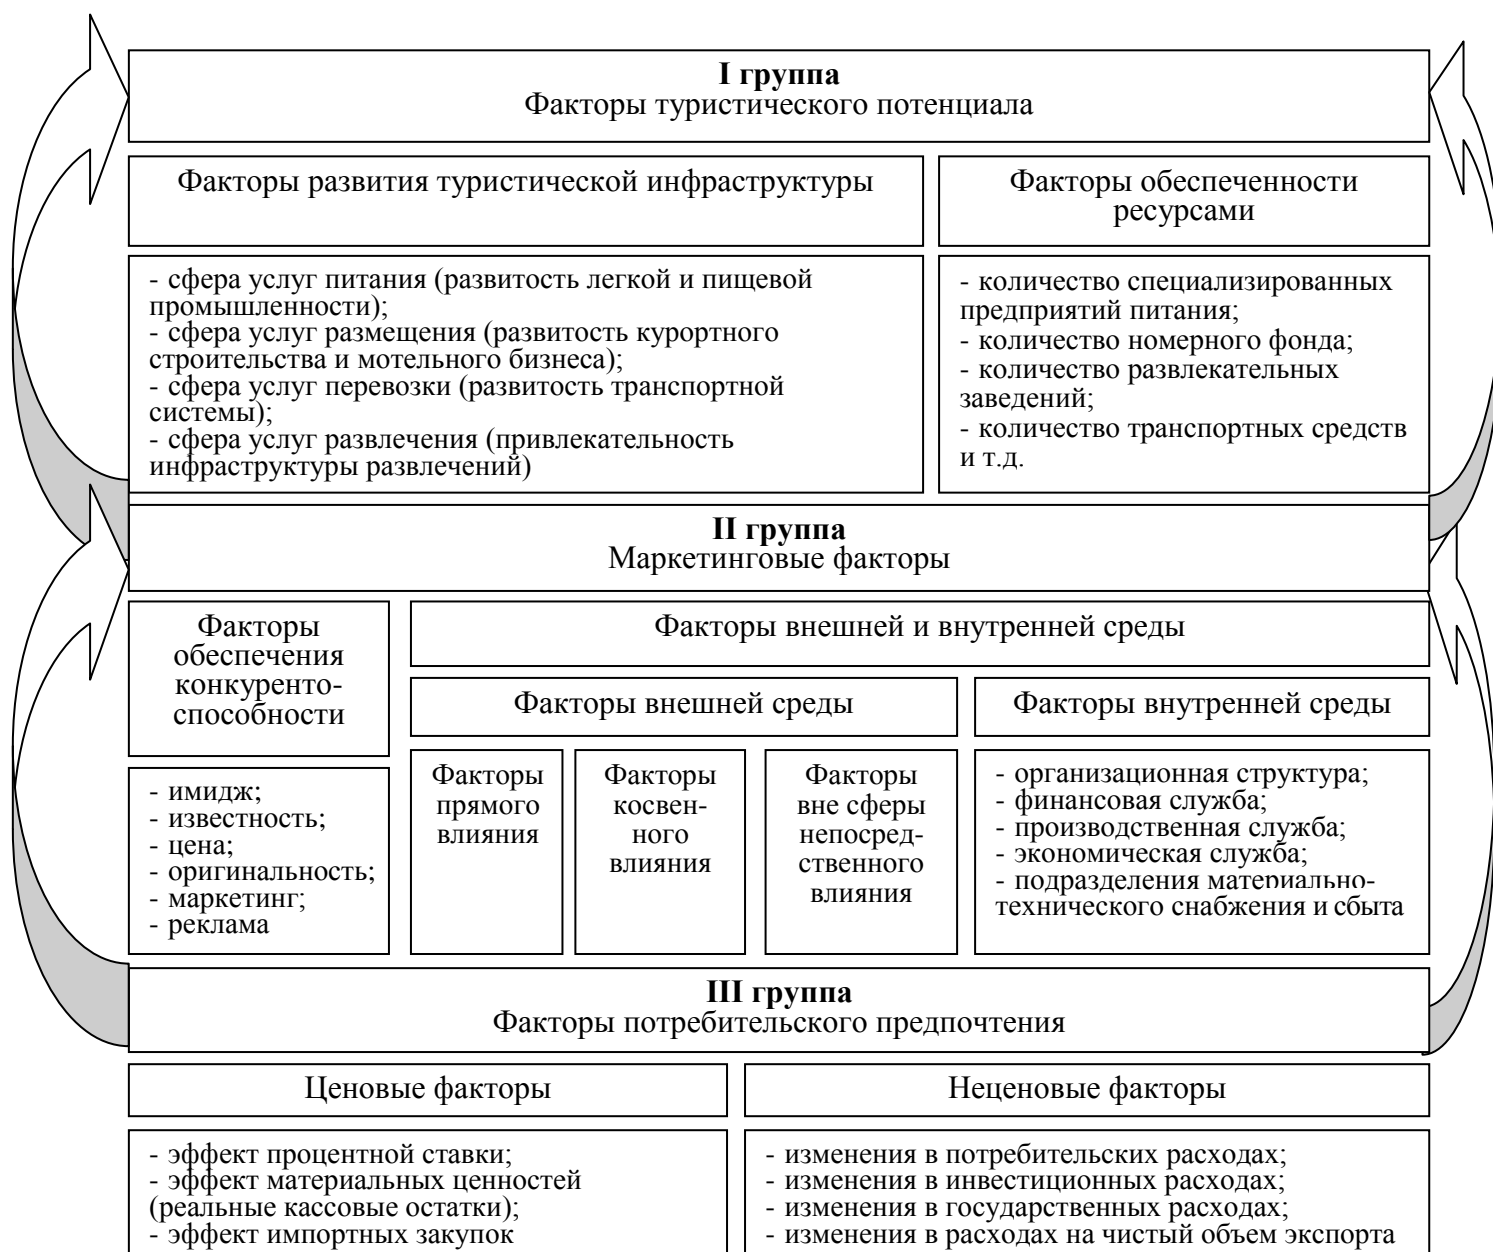 I группа
Факторы туристического потенциала
Факторы развития туристической инфраструктуры
Факторы обеспеченности
ресурсами
- сфера услуг питания (развитость легкой и пищевой
промышленности);
- сфера услуг размещения (развитость курортного
строительства и мотельного бизнеса);
- сфера услуг перевозки (развитость транспортной
системы);
- сфера услуг развлечения (привлекательность
инфраструктуры развлечений)
- количество специализированных
предприятий питания;
- количество номерного фонда;
- количество развлекательных
заведений;
- количество транспортных средств
и т.д.
II группа
Маркетинговые факторы
Факторы
обеспечения
конкуренто-
способности
Факторы внешней и внутренней среды
Факторы внешней среды
Факторы внутренней среды
- имидж;
- известность;
- цена;
- оригинальность;
- маркетинг;
- реклама
Факторы
прямого
влияния
Факторы
косвен-
ного
влияния
Факторы
вне сферы
непосред-
ственного
влияния
- организационная структура;
- финансовая служба;
- производственная служба;
- экономическая служба;
- подразделения материально-
технического снабжения и сбыта
III группа
Факторы потребительского предпочтения
Ценовые факторы
Неценовые факторы
- эффект процентной ставки;
- эффект материальных ценностей
(реальные кассовые остатки);
- эффект импортных закупок
- изменения в потребительских расходах;
- изменения в инвестиционных расходах;
- изменения в государственных расходах;
- изменения в расходах на чистый объем экспорта